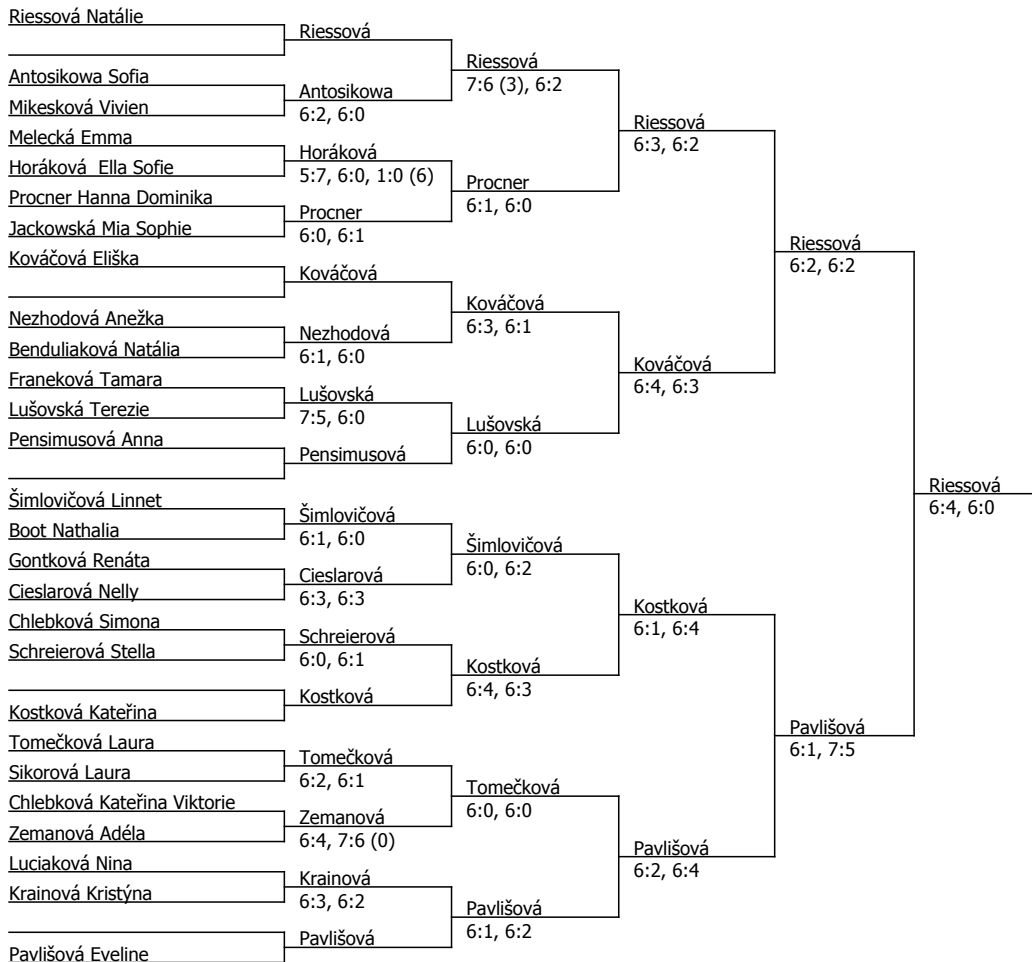 Riessová Natálie
Antosikowa Sofia
Mikesková Vivien
Melecká Emma
Horáková  Ella Sofie
Procner Hanna Dominika
Jackowská Mia Sophie
Kováčová Eliška
Nezhodová Anežka
Benduliaková Natália
Franeková Tamara
Lušovská Terezie
Pensimusová Anna
Šimlovičová Linnet
Boot Nathalia
Gontková Renáta
Cieslarová Nelly
Chlebková Simona
Schreierová Stella
Kostková Kateřina
Tomečková Laura
Sikorová Laura
Chlebková Kateřina Viktorie
Zemanová Adéla
Luciaková Nina
Krainová Kristýna
Pavlišová Eveline
Riessová
Antosikowa
6:2, 6:0
Horáková
5:7, 6:0, 1:0 (6)
Procner
6:0, 6:1
Kováčová
Nezhodová
6:1, 6:0
Lušovská
7:5, 6:0
Pensimusová
Šimlovičová
6:1, 6:0
Cieslarová
6:3, 6:3
Schreierová
6:0, 6:1
Kostková
Tomečková
6:2, 6:1
Zemanová
6:4, 7:6 (0)
Krainová
6:3, 6:2
Pavlišová
Riessová
7:6 (3), 6:2
Procner
6:1, 6:0
Kováčová
6:3, 6:1
Lušovská
6:0, 6:0
Šimlovičová
6:0, 6:2
Kostková
6:4, 6:3
Tomečková
6:0, 6:0
Pavlišová
6:1, 6:2
Riessová
6:3, 6:2
Kováčová
6:4, 6:3
Kostková
6:1, 6:4
Pavlišová
6:2, 6:4
Riessová
6:2, 6:2
Pavlišová
6:1, 7:5
Riessová
6:4, 6:0